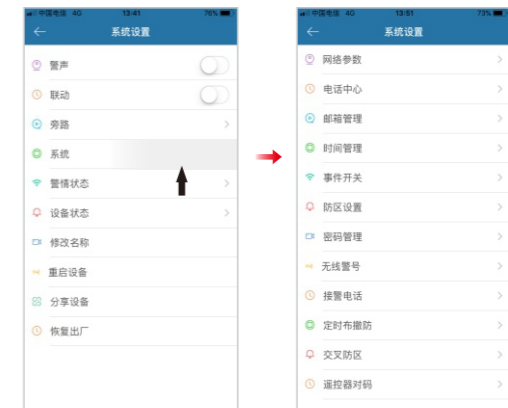 中国电信 4G 13:41 76%
系统设置
警声
联动
旁路
系统
警情状态
设备状态
修改名称
重启设备
分享设备
恢复出厂
中国电信 4G 13:51 73%
系统设置
网络参数
电话中心
邮箱管理
时间管理
事件开关
防区设置
密码管理
无线警号
接警电话
定时布撤防
交叉防区
遥控器对码